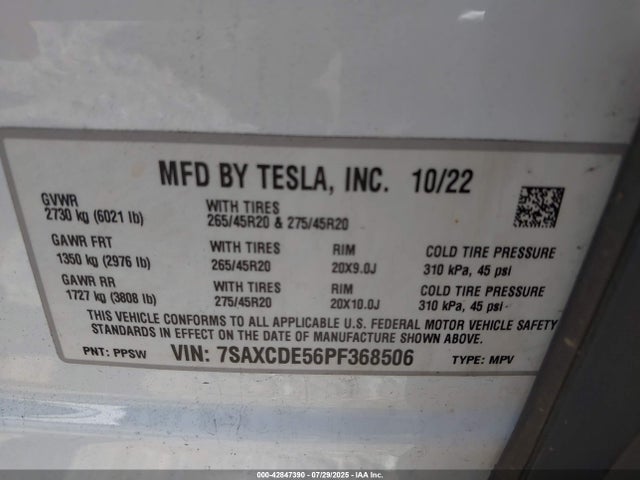 MFD BY TESLA, INC. 10/22
GVWR
2730 kg (6021 lb)
WITH TIRES
265/45R20 & 275/45R20
GAWR FRT
1350 kg (2976 lb)
WITH TIRES
265/45R20
RIM
20X9.0J
COLD TIRE PRESSURE
310 kPa, 45 psi
GAWR RR
1727 kg (3808 lb)
WITH TIRES
275/45R20
RIM
20X10.0J
COLD TIRE PRESSURE
310 kPa, 45 psi
THIS VEHICLE CONFORMS TO ALL APPLICABLE U.S. FEDERAL MOTOR VEHICLE SAFETY
STANDARDS IN EFFECT ON THE DATE OF MANUFACTURE SHOWN ABOVE.
PNT: PPSW VIN: 7SAXCDE56PF368506 TYPE: MPV
000-42847390 - 07/29/2025 - IAA Inc.